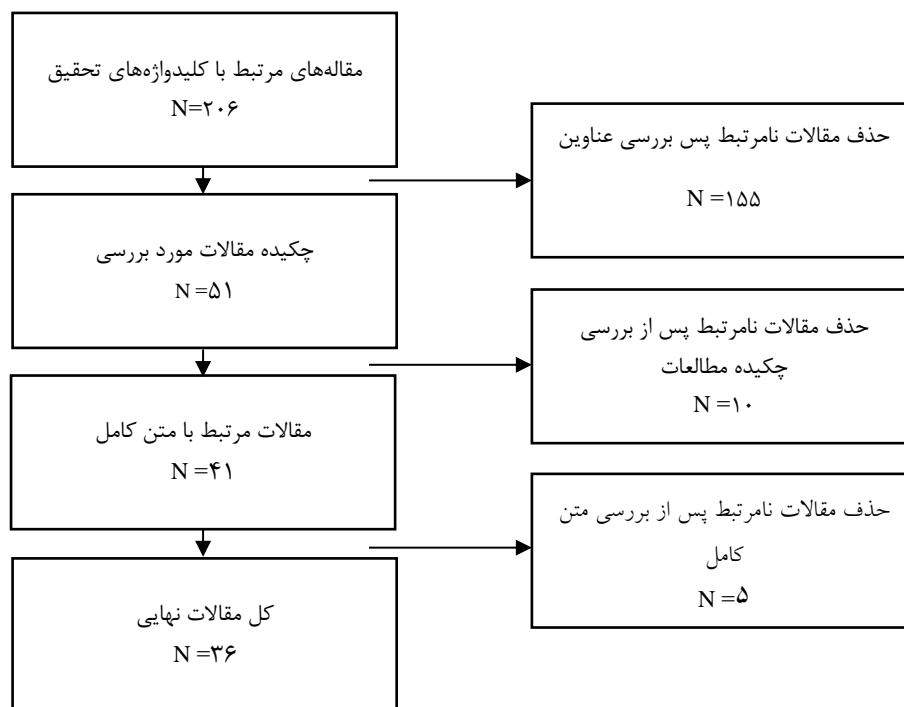 مقاله‌های مرتبط با کلیدواژه‌های تحقیق
N=۲۰۶
حذف مقالات نامرتبط پس بررسی عناوین
N =۱۵۵
چکیده مقالات مورد بررسی
N =۵۱
حذف مقالات نامرتبط پس از بررسی
چکیده مطالعات
N =۱۰
مقالات مرتبط با متن کامل
N =۴۱
حذف مقالات نامرتبط پس از بررسی متن
کامل
N =۵
کل مقالات نهایی
N =۳۶